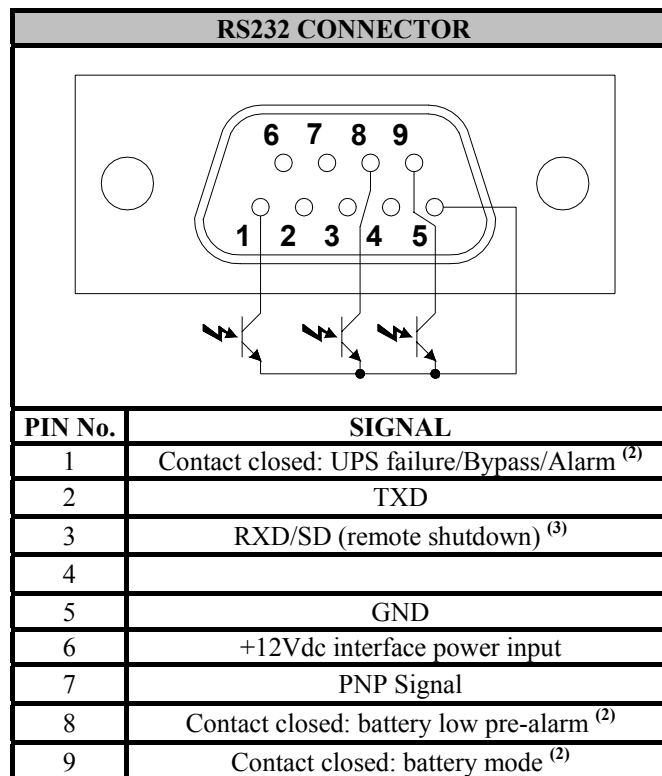 RS232 CONNECTOR
6 7 8 9
1 2 3 4 5
PIN No. SIGNAL
1 Contact closed: UPS failure/Bypass/Alarm (2)
2 TXD
3 RXD/SD (remote shutdown) (3)
4
5 GND
6 +12Vdc interface power input
7 PNP Signal
8 Contact closed: battery low pre-alarm (2)
9 Contact closed: battery mode (2)